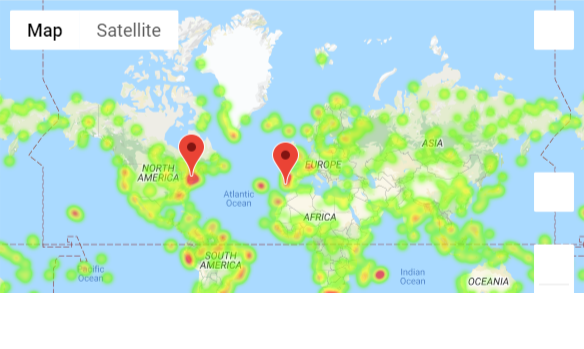 Map Satellite
NORTH
AMERICA
EUROPE
ASIA
Atlantic
Ocean
AFRICA
SOUTH
AMERICA
Pacific
Ocean
Indian
Ocean
OCEANIA